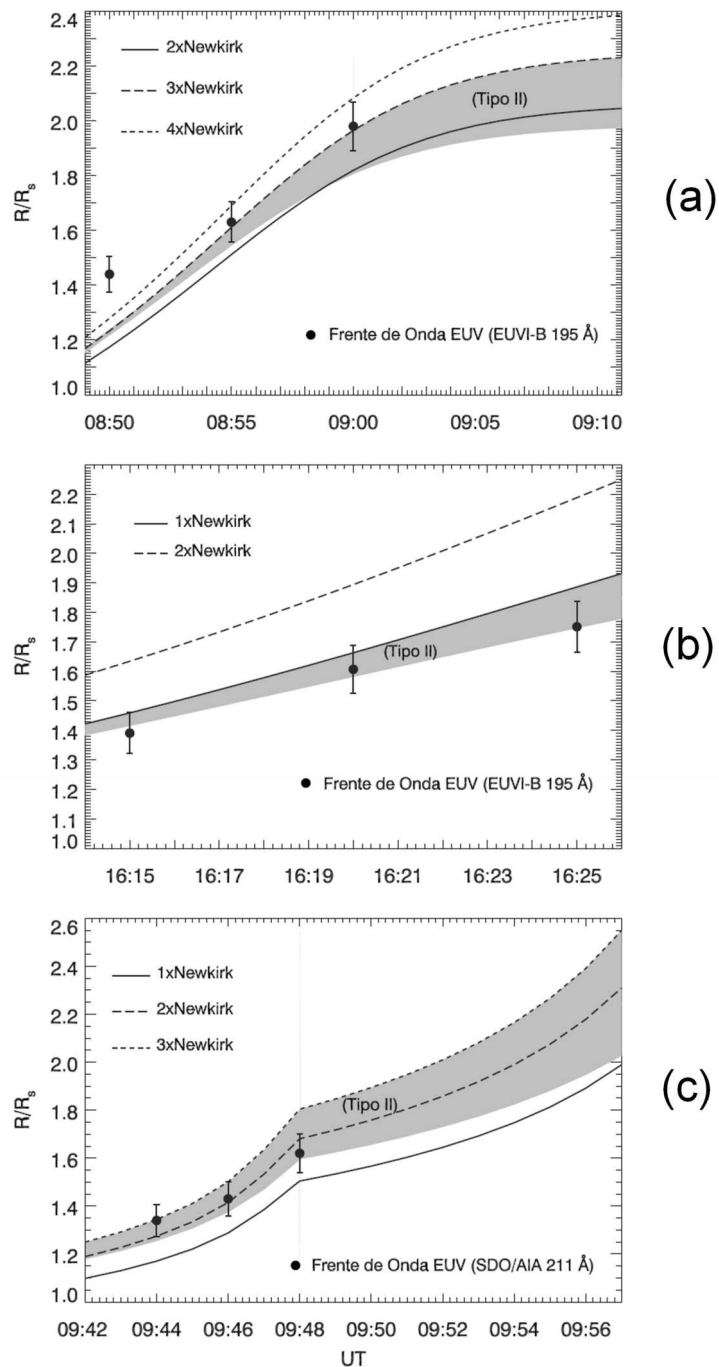 2.4
2.2
2.0
1.8
1.6
1.4
1.2
1.0
R/Rs
2xNewkirk
3xNewkirk
4xNewkirk
(Tipo II)
Frente de Onda EUV (EUVI-B 195 Å)
08:50 08:55 09:00 09:05 09:10
(a)
2.2
2.1
2.0
1.9
1.8
1.7
1.6
1.5
1.4
1.3
1.2
1.1
1.0
R/Rs
1xNewkirk
2xNewkirk
(Tipo II)
Frente de Onda EUV (EUVI-B 195 Å)
16:15 16:17 16:19 16:21 16:23 16:25
(b)
2.6
2.4
2.2
2.0
1.8
1.6
1.4
1.2
1.0
R/Rs
1xNewkirk
2xNewkirk
3xNewkirk
(Tipo II)
Frente de Onda EUV (SDO/AIA 211 Å)
09:42 09:44 09:46 09:48 09:50 09:52 09:54 09:56
UT
(c)